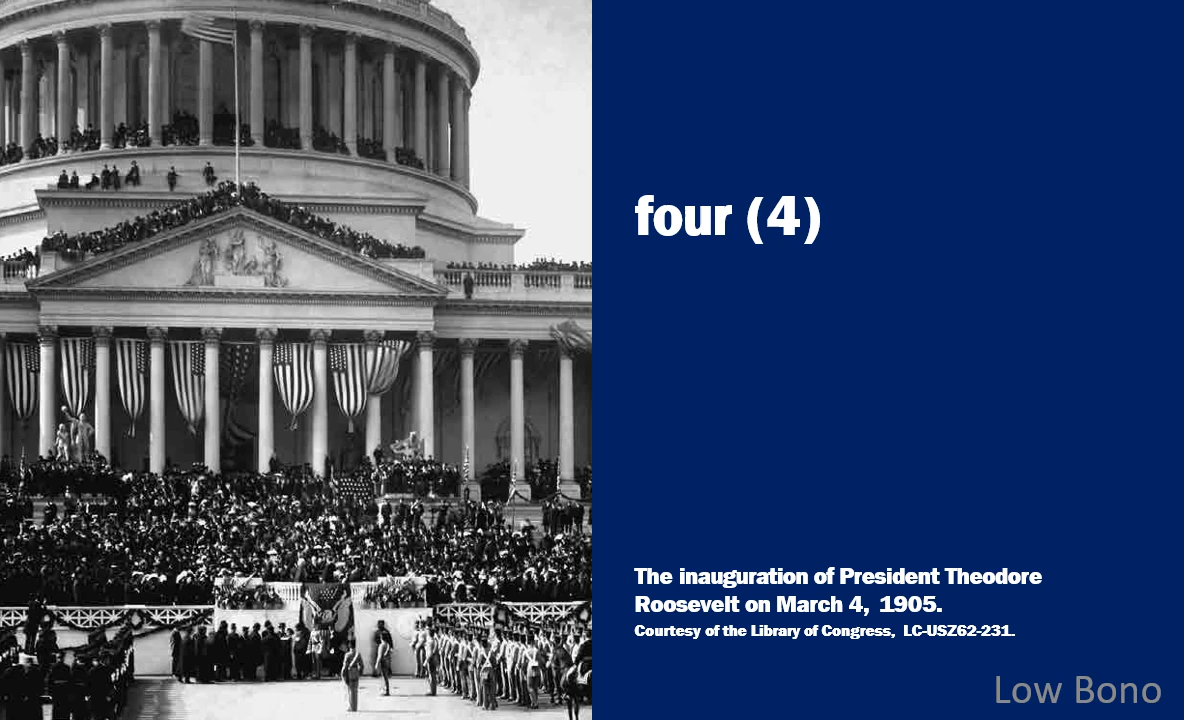 four (4)
The inauguration of President Theodore
Roosevelt on March 4, 1905.
Courtesy of the Library of Congress, LC-USZ62-231.
Low Bono